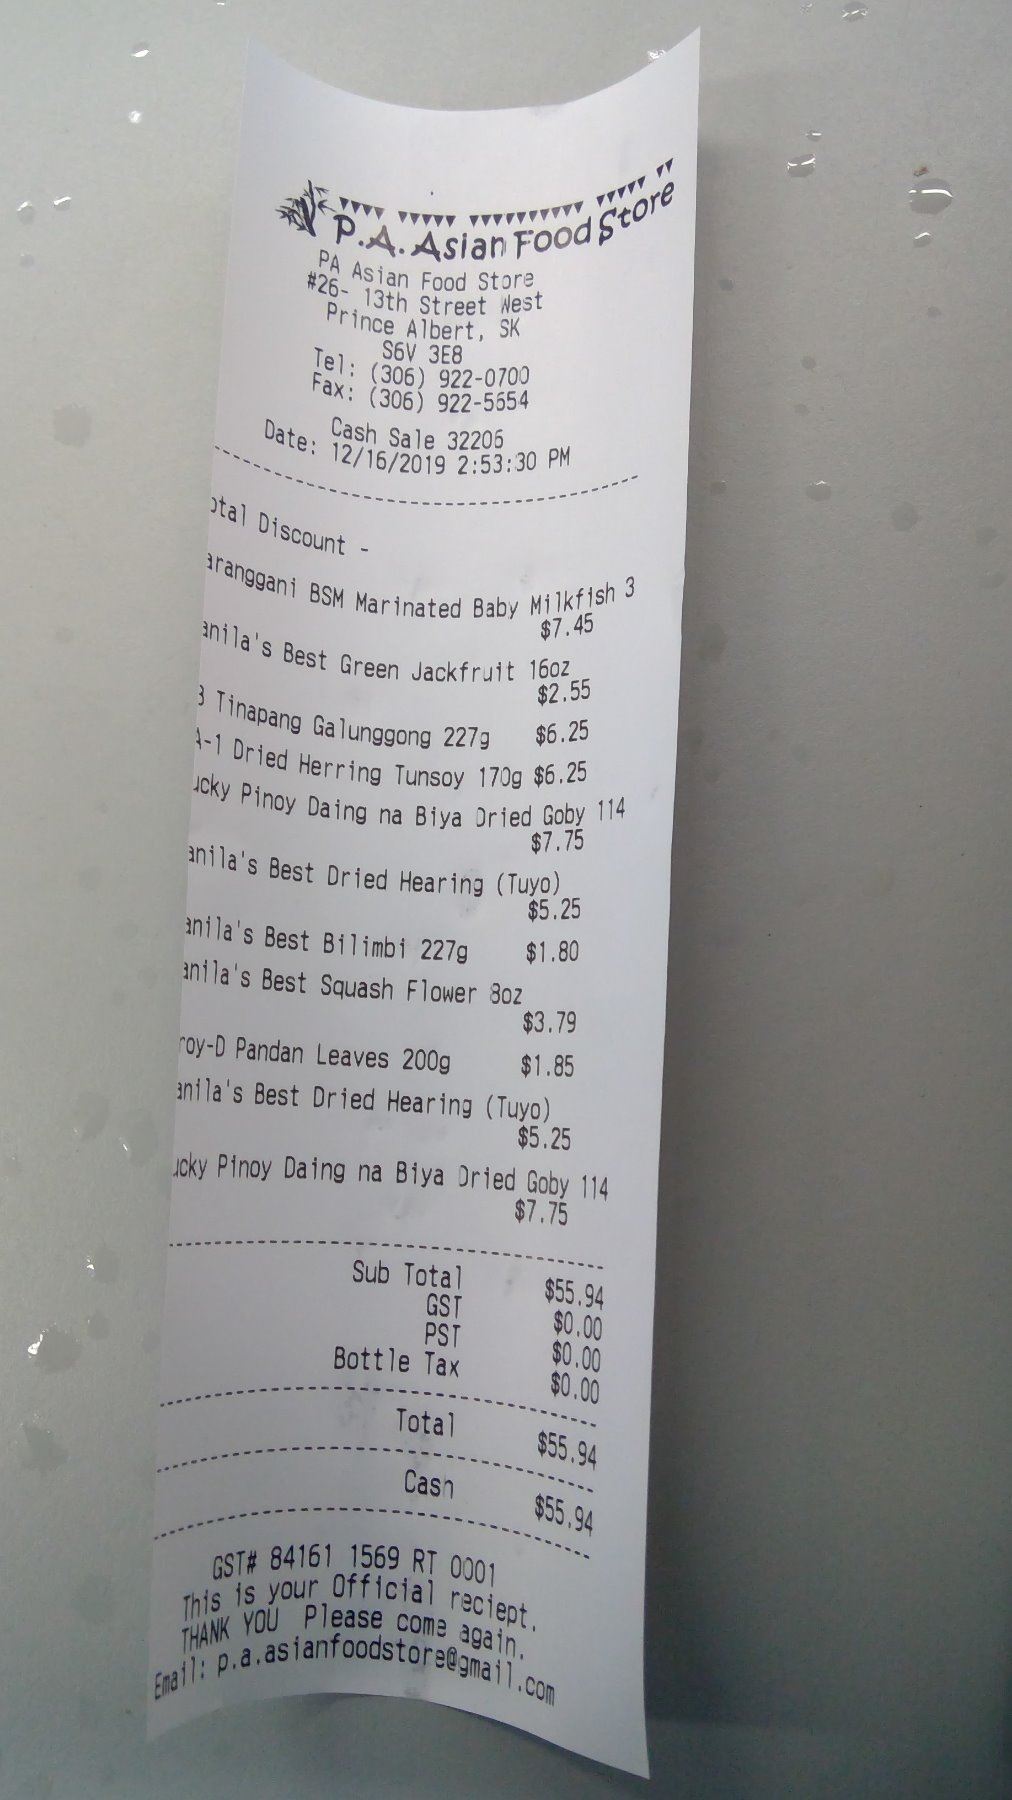 P.A. Asian Food Store
PA Asian Food Store
#26- 13th Street West
Prince Albert, SK
S6V 3E8
Tel: (306) 922-0700
Fax: (306) 922-5654
Cash Sale 32206
Date: 12/16/2019 2:53:30 PM
otal Discount -
aranggani BSM Marinated Baby Milkfish 3
$7.45
anila's Best Green Jackfruit 16oz
$2.55
B Tinapang Galunggong 227g $6.25
A-1 Dried Herring Tunsoy 170g $6.25
ucky Pinoy Daing na Biya Dried Goby 114
$7.75
anila's Best Dried Hearing (Tuyo)
$5.25
anila's Best Bilimbi 227g $1.80
anila's Best Squash Flower 8oz
$3.79
roy-D Pandan Leaves 200g $1.85
anila's Best Dried Hearing (Tuyo)
$5.25
ucky Pinoy Daing na Biya Dried Goby 114
$7.75
Sub Total $55.94
GST $0.00
PST $0.00
Bottle Tax $0.00
Total $55.94
Cash $55.94
GST# 84161 1569 RT 0001
This is your Official reciept.
THANK YOU Please come again.
Email: p.a.asianfoodstore@gmail.com